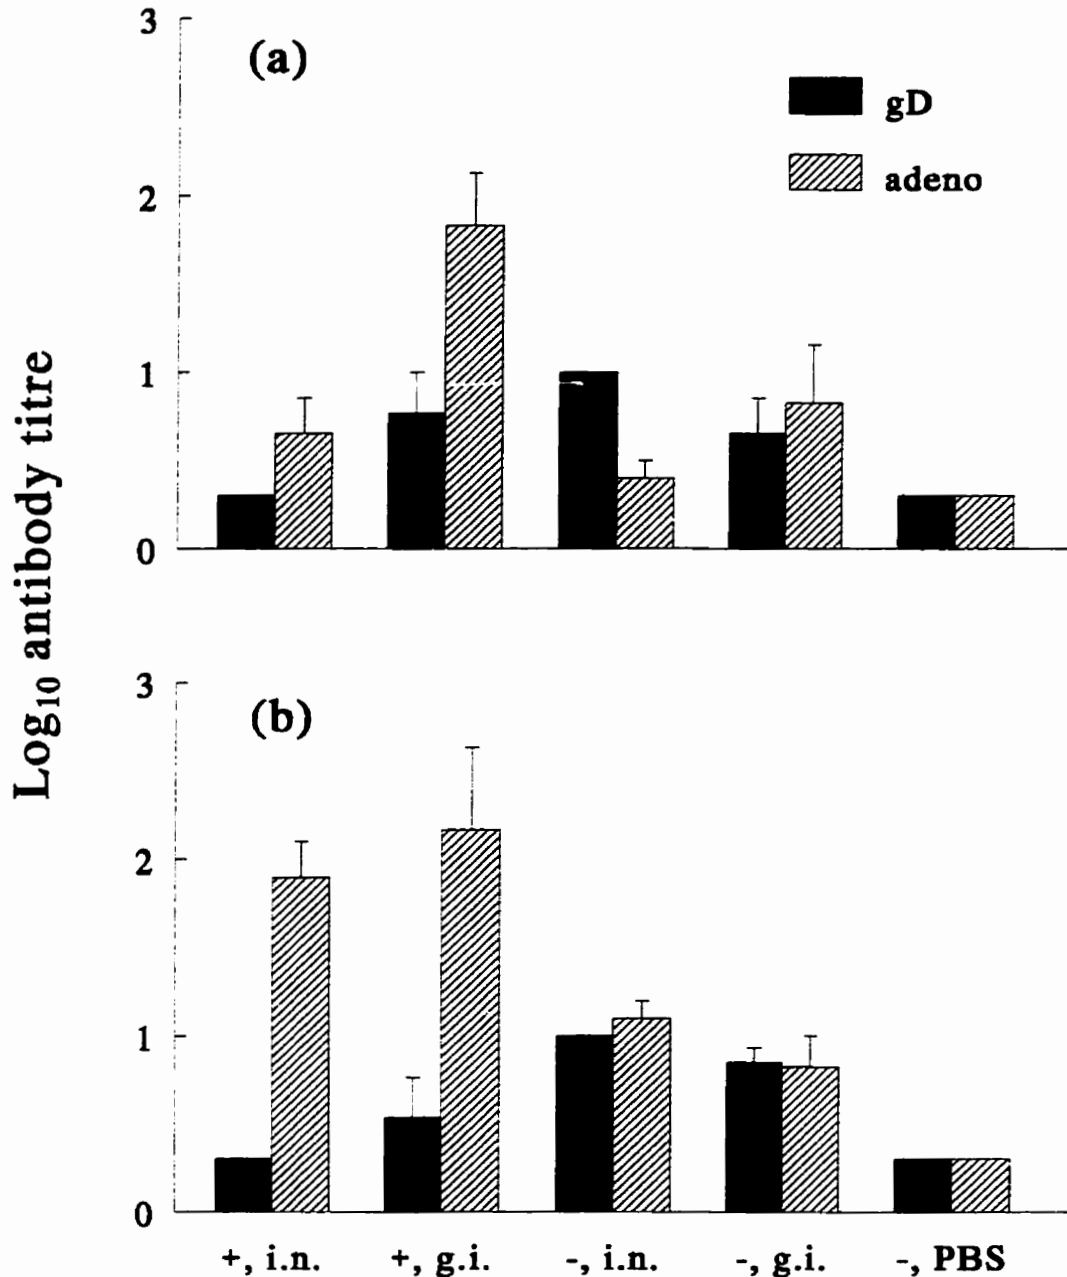 Log10 antibody titre
(a)
gD
adeno
3
2
1
0
(b)
3
2
1
0
+, i.n. +, g.i. -, i.n. -, g.i. -, PBS